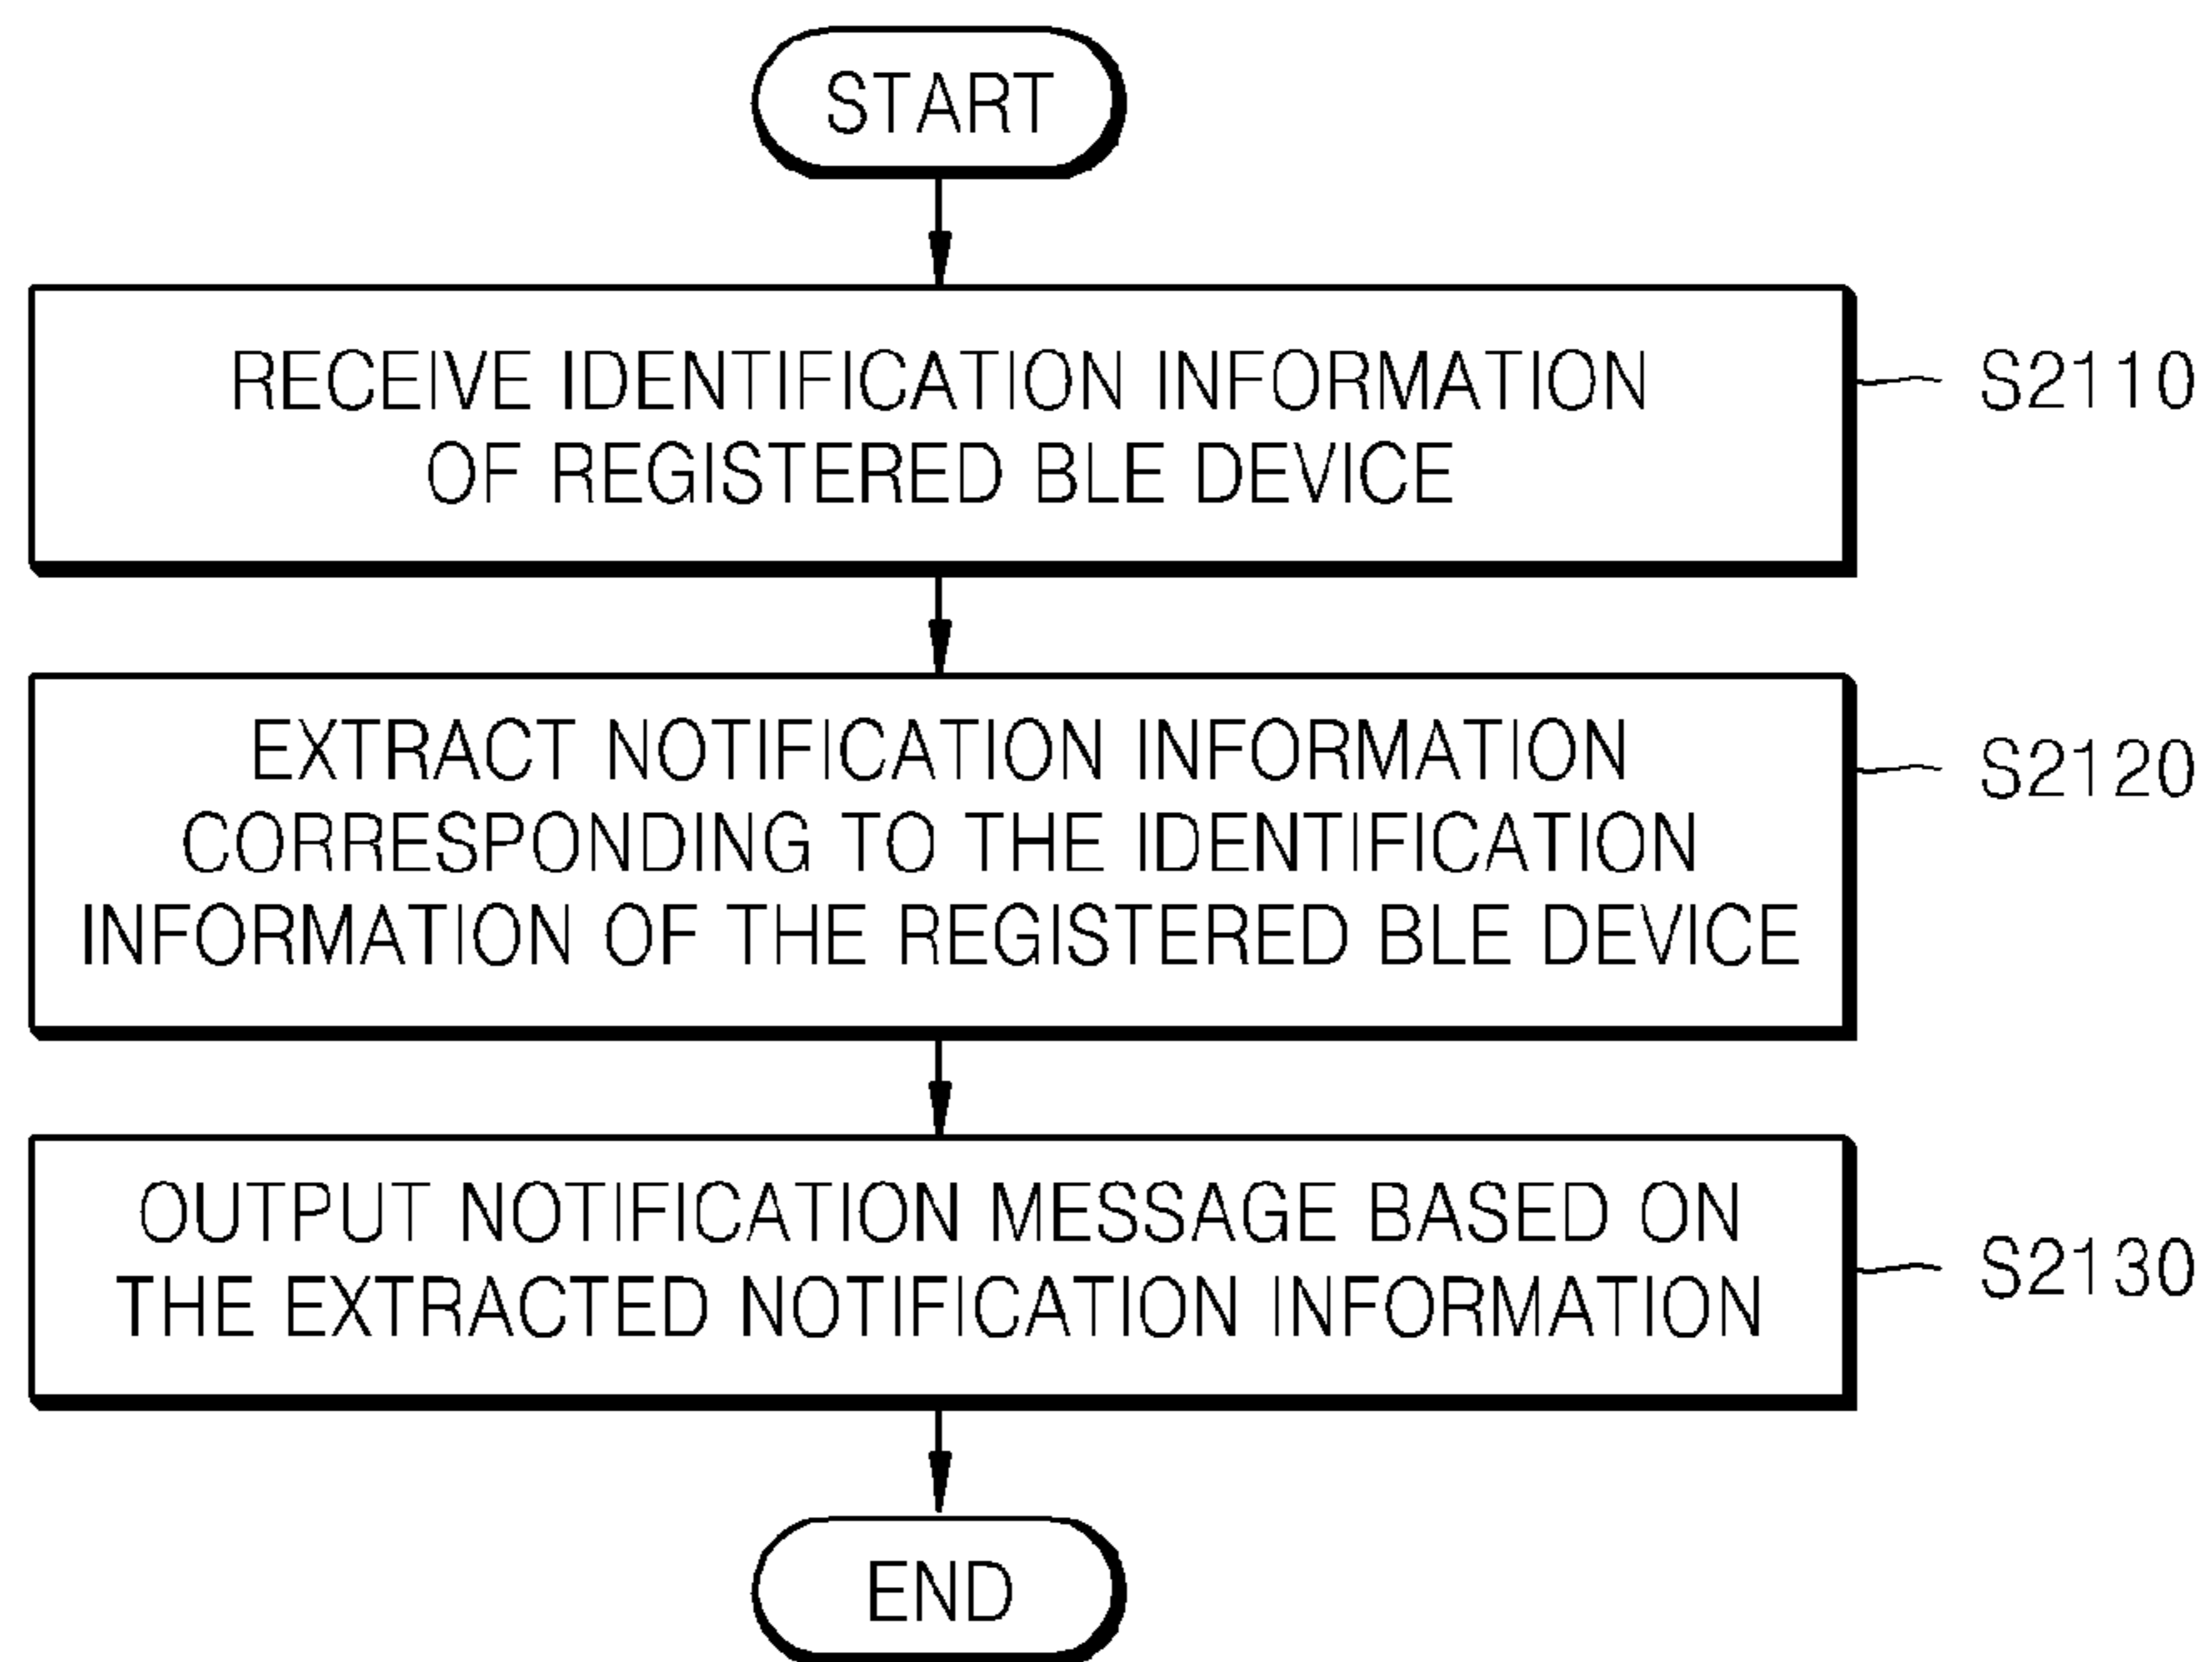 START
RECEIVE IDENTIFICATION INFORMATION
OF REGISTERED BLE DEVICE
S2110
EXTRACT NOTIFICATION INFORMATION
CORRESPONDING TO THE IDENTIFICATION
INFORMATION OF THE REGISTERED BLE DEVICE
S2120
OUTPUT NOTIFICATION MESSAGE BASED ON
THE EXTRACTED NOTIFICATION INFORMATION
S2130
END